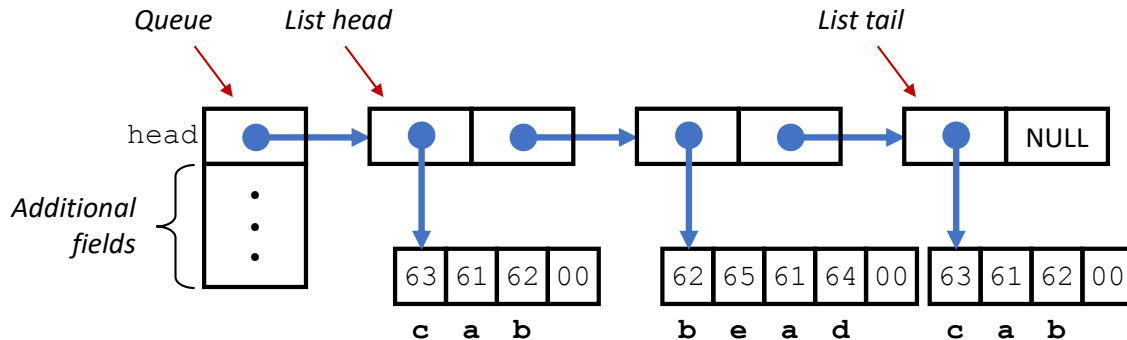 Queue List head List tail
head NULL
Additional
fields
63 61 62 00 62 65 61 64 00 63 61 62 00
c a b b e a d c a b